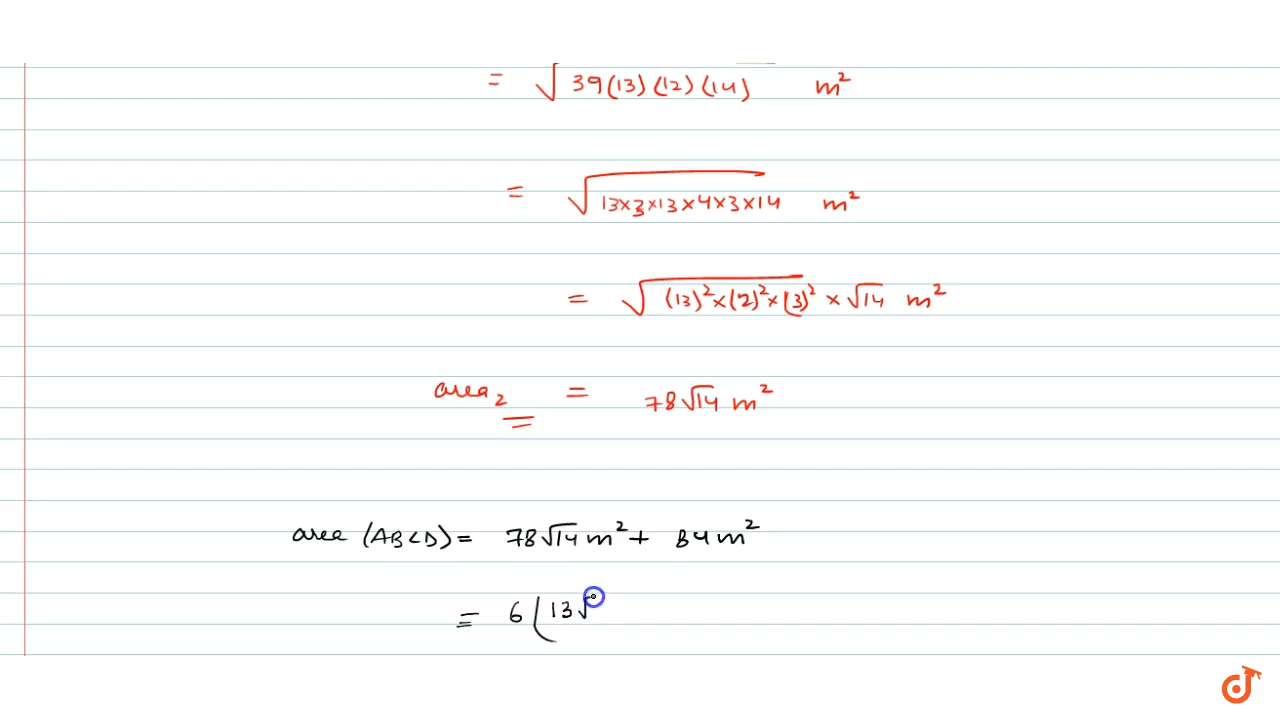 = √39(13)(12)(14) m²
= √13×3×13×4×3×14 m²
= √(13)²×(2)²×(3)² × √14 m²
area₂ = 78√14 m²
area (ABCD) = 78√14 m² + 84 m²
= 6(13√